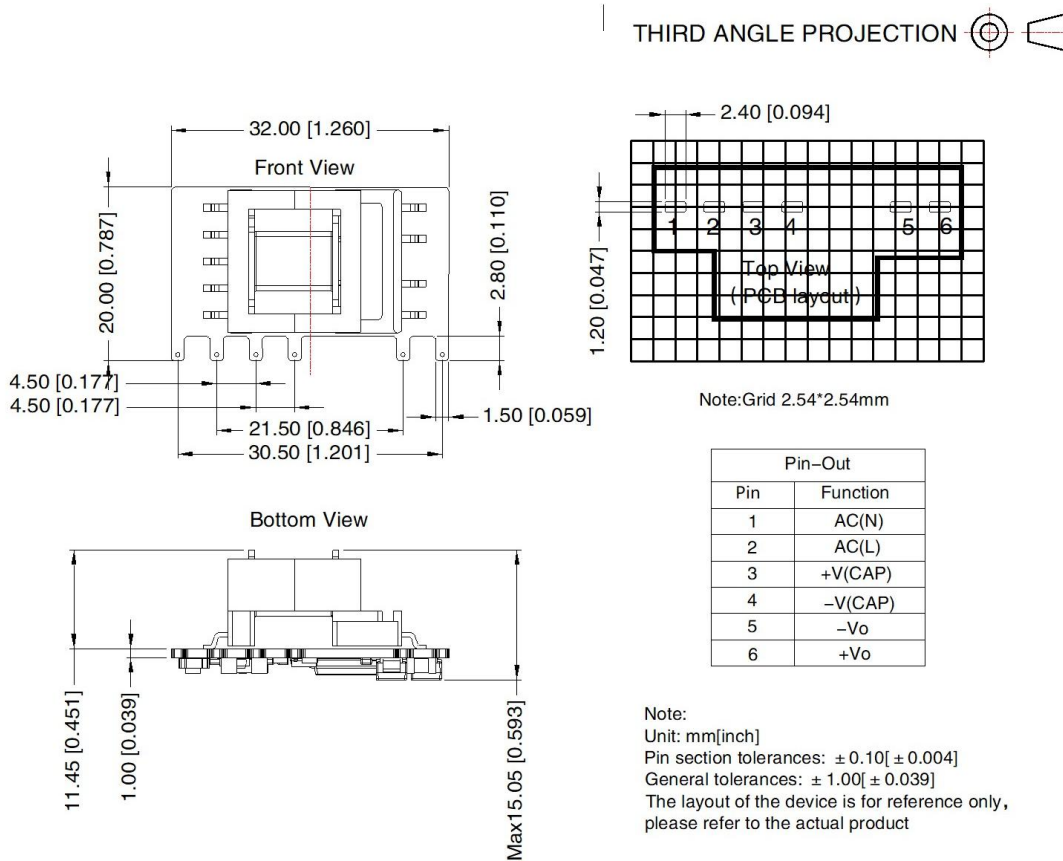 THIRD ANGLE PROJECTION
32.00 [1.260]
Front View
20.00 [0.787]
2.80 [0.110]
4.50 [0.177]
4.50 [0.177]
21.50 [0.846]
1.50 [0.059]
30.50 [1.201]
2.40 [0.094]
1.20 [0.047]
1 2 3 4 5 6
Top View
( PCB layout )
Note:Grid 2.54*2.54mm
Bottom View
11.45 [0.451]
1.00 [0.039]
Max15.05 [0.593]
Pin–Out
Pin Function
1 AC(N)
2 AC(L)
3 +V(CAP)
4 –V(CAP)
5 –Vo
6 +Vo
Note:
Unit: mm[inch]
Pin section tolerances: ± 0.10[ ± 0.004]
General tolerances: ± 1.00[ ± 0.039]
The layout of the device is for reference only,
please refer to the actual product